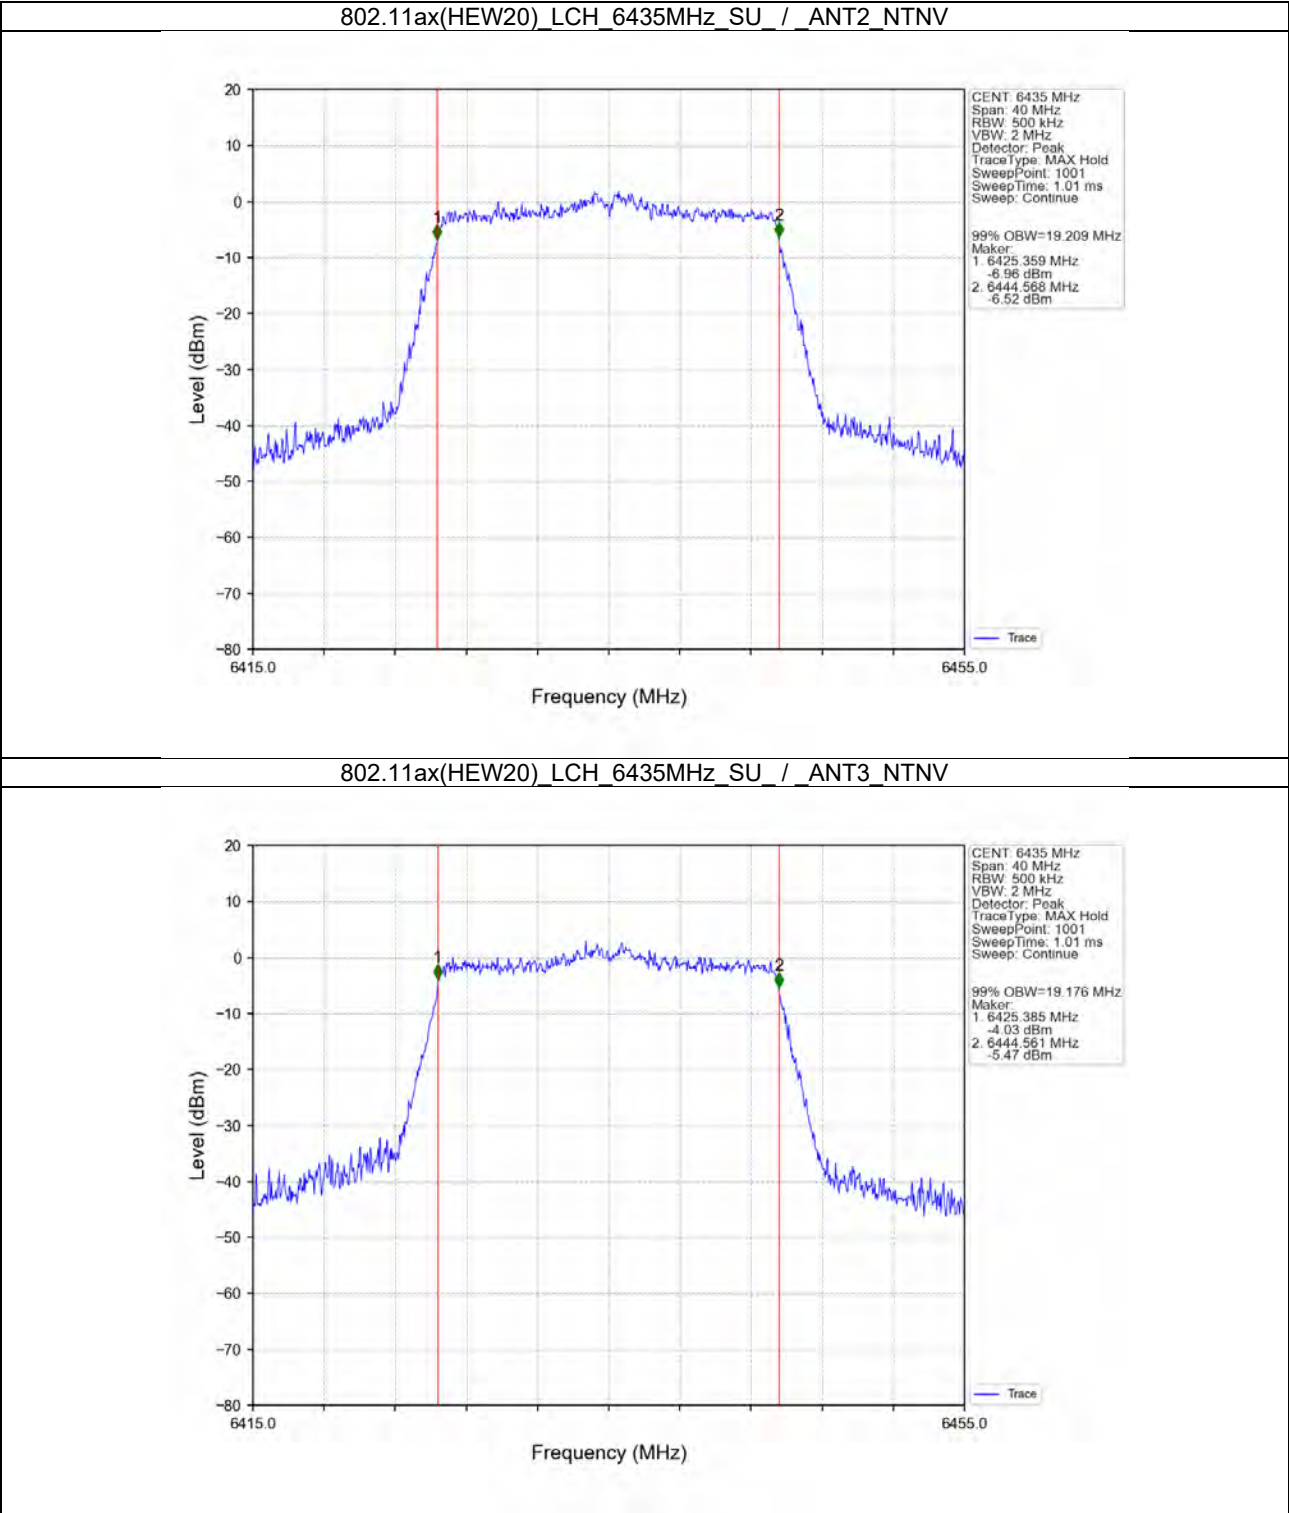 802.11ax(HEW20)_LCH_6435MHz_SU_ / _ANT2_NTNV
20
10
0
−10
−20
−30
−40
−50
−60
−70
−80
Level (dBm)
1
2
6415.0
6455.0
Frequency (MHz)
CENT: 6435 MHz
Span: 40 MHz
RBW: 500 kHz
VBW: 2 MHz
Detector: Peak
TraceType: MAX Hold
SweepPoint: 1001
SweepTime: 1.01 ms
Sweep: Continue
99% OBW=19.209 MHz
Maker:
1. 6425.359 MHz
-6.96 dBm
2. 6444.568 MHz
-6.52 dBm
Trace
802.11ax(HEW20)_LCH_6435MHz_SU_ / _ANT3_NTNV
20
10
0
−10
−20
−30
−40
−50
−60
−70
−80
Level (dBm)
1
2
6415.0
6455.0
Frequency (MHz)
CENT: 6435 MHz
Span: 40 MHz
RBW: 500 kHz
VBW: 2 MHz
Detector: Peak
TraceType: MAX Hold
SweepPoint: 1001
SweepTime: 1.01 ms
Sweep: Continue
99% OBW=19.176 MHz
Maker:
1. 6425.385 MHz
-4.03 dBm
2. 6444.561 MHz
-5.47 dBm
Trace